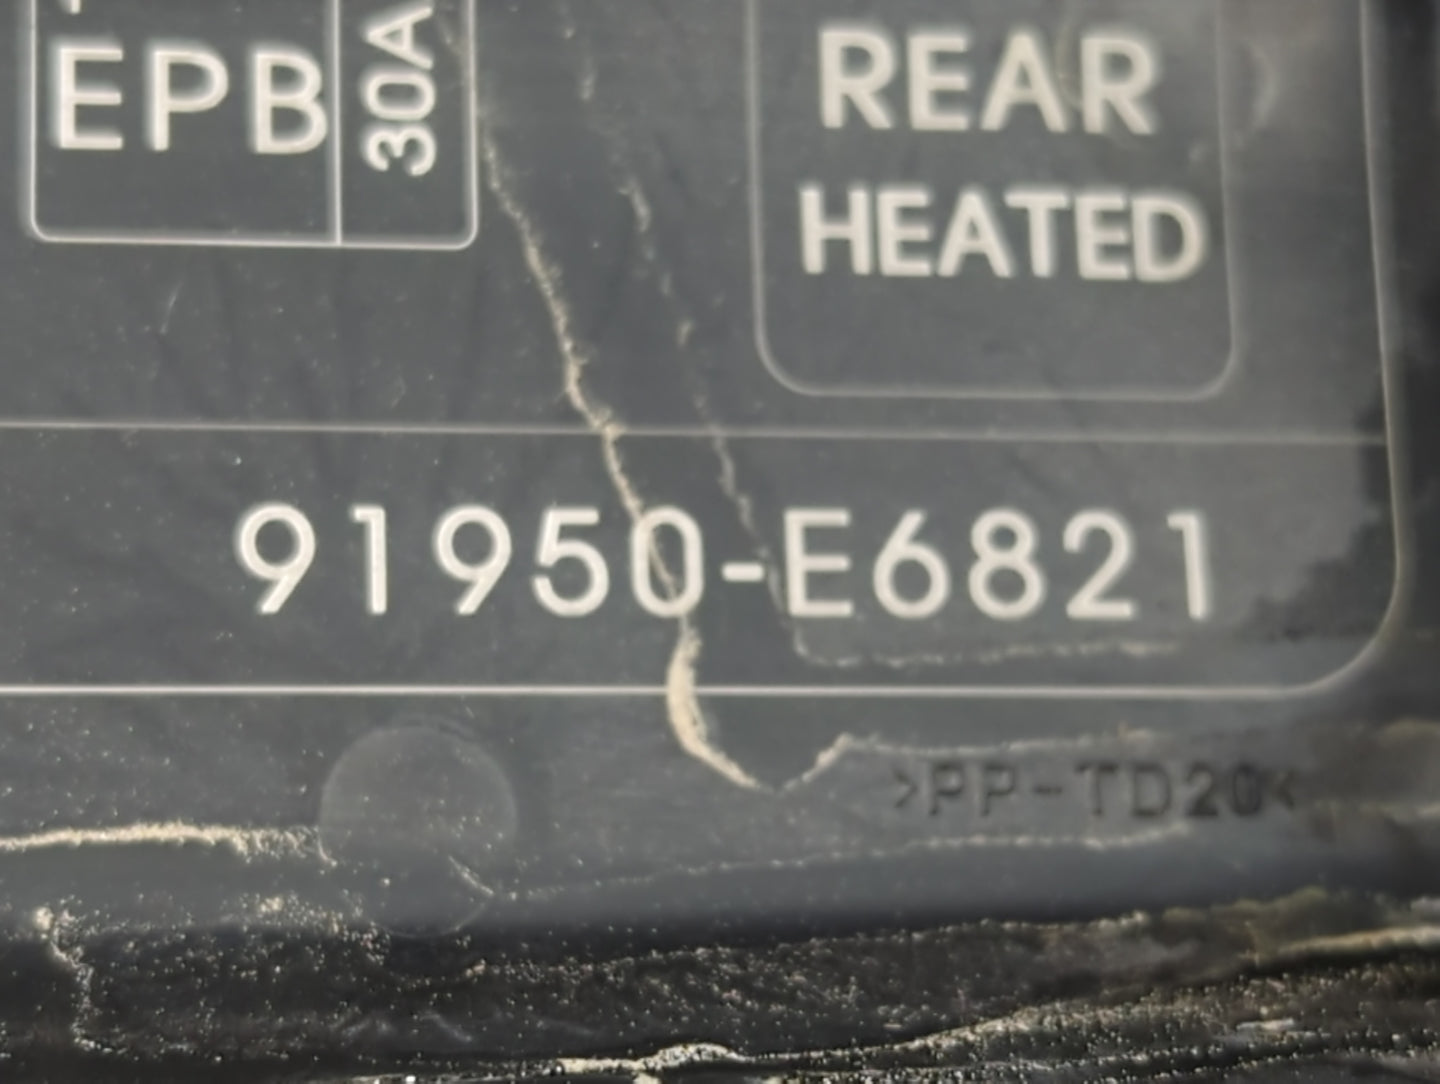 EPB
30A
REAR
HEATED
91950-E6821
>PP-TD20<